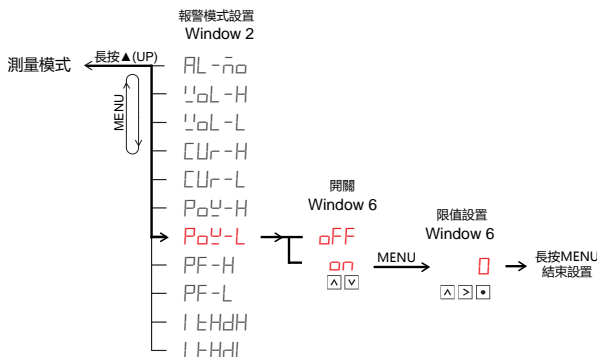 報警模式設置
Window 2
測量模式
長按▲(UP)
MENU
AL-no
VoL-H
VoL-L
CUr-H
CUr-L
PoW-H
PoW-L
PF-H
PF-L
ItHdH
ItHdL
開關
Window 6
oFF
on
MENU
限值設置
Window 6
0
長按MENU
結束設置